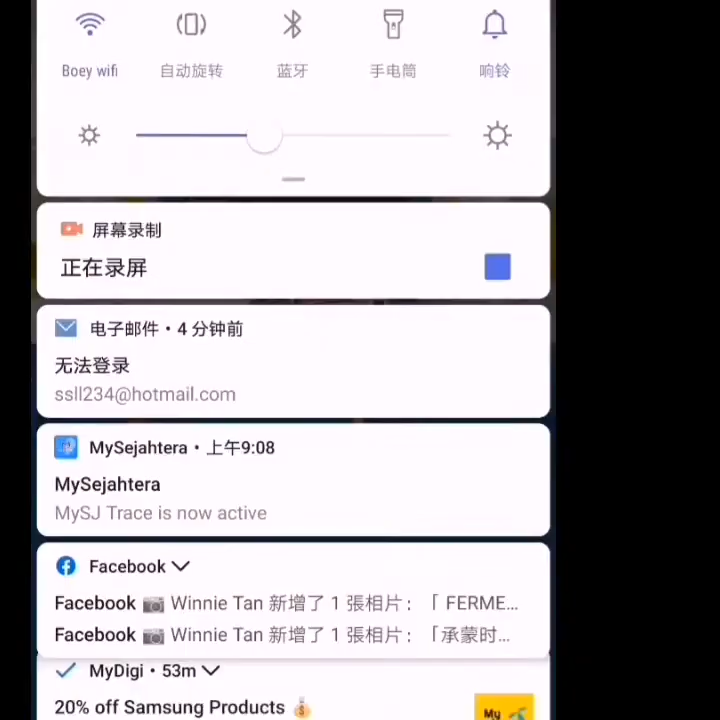 Boey wifi 自动旋转 蓝牙 手电筒 响铃
屏幕录制
正在录屏
电子邮件 • 4 分钟前
无法登录
ssll234@hotmail.com
MySejahtera • 上午9:08
MySejahtera
MySJ Trace is now active
Facebook
Facebook 📷 Winnie Tan 新增了 1 張相片：「 FERME...
Facebook 📷 Winnie Tan 新增了 1 張相片：「承蒙时...
MyDigi • 53m
20% off Samsung Products 💰
My